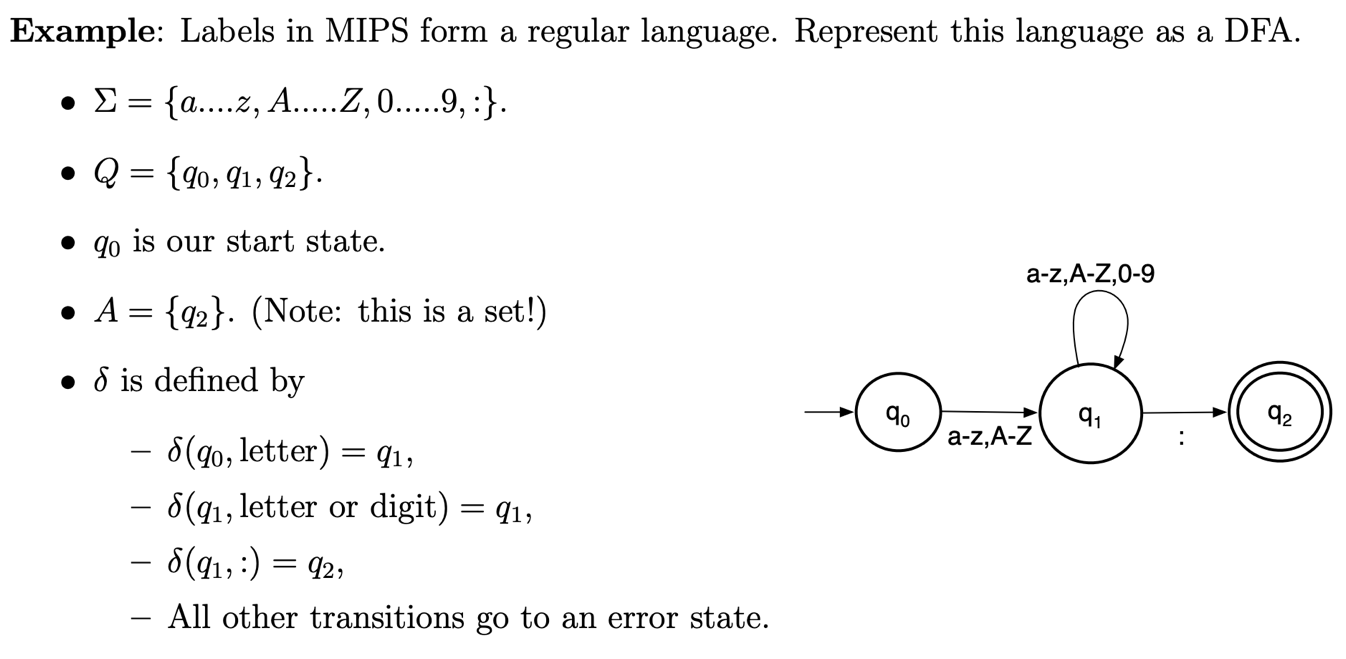 Example: Labels in MIPS form a regular language. Represent this language as a DFA.
• Σ = {a....z, A.....Z, 0.....9, :}.
• Q = {q₀, q₁, q₂}.
• q₀ is our start state.
• A = {q₂}. (Note: this is a set!)
• δ is defined by
– δ(q₀, letter) = q₁,
– δ(q₁, letter or digit) = q₁,
– δ(q₁, :) = q₂,
– All other transitions go to an error state.
a-z,A-Z,0-9
q₀
a-z,A-Z
q₁
:
q₂